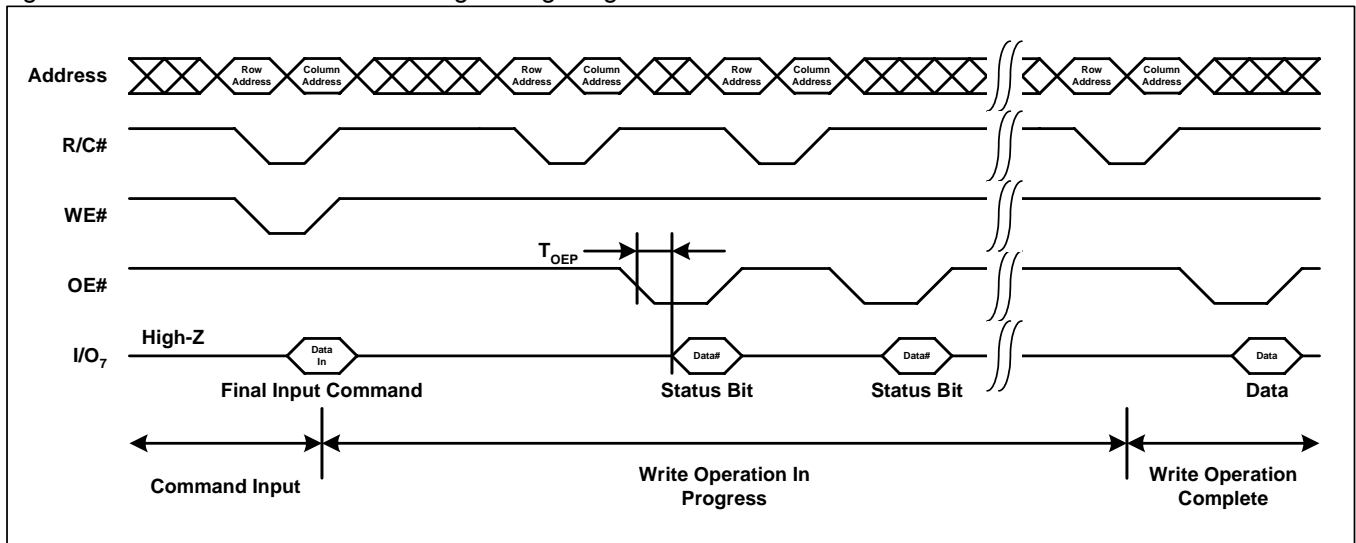 Address
Row Address
Column Address
Row Address
Column Address
Row Address
Column Address
Row Address
Column Address
R/C#
WE#
T_OEP
OE#
High-Z
I/O7
Data In
Data#
Data#
Data
Final Input Command
Status Bit
Status Bit
Data
Command Input
Write Operation In Progress
Write Operation Complete